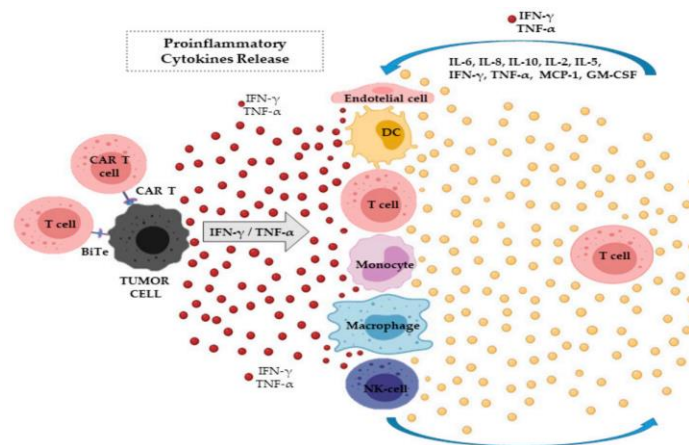 Proinflammatory
Cytokines Release
IFN-γ
TNF-α
IL-6, IL-8, IL-10, IL-2, IL-5,
IFN-γ, TNF-α, MCP-1, GM-CSF
IFN-γ
TNF-α
Endotelial cell
DC
CAR T
cell
CAR T
T cell
T cell
BiTe
IFN-γ / TNF-α
TUMOR
CELL
Monocyte
T cell
Macrophage
IFN-γ
TNF-α
NK-cell